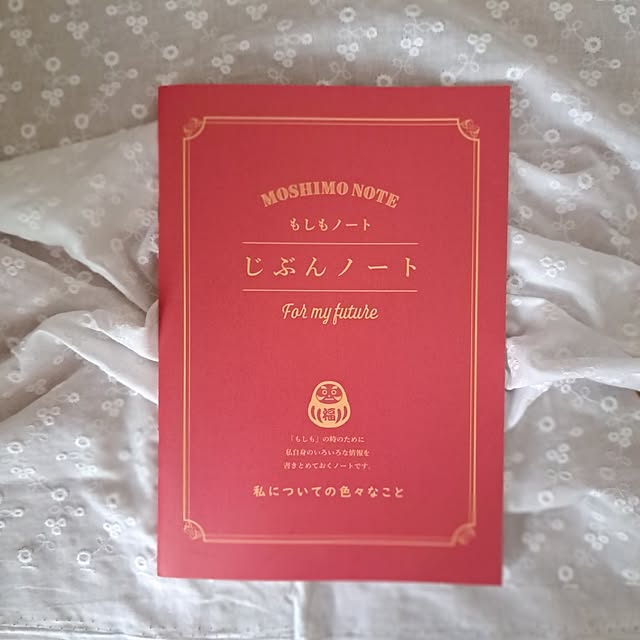 MOSHIMO NOTE
もしもノート
じぶんノート
For my future
福
「もしも」の時のために
私自身のいろいろな情報を
書きとめておくノートです。
私についての色々なこと